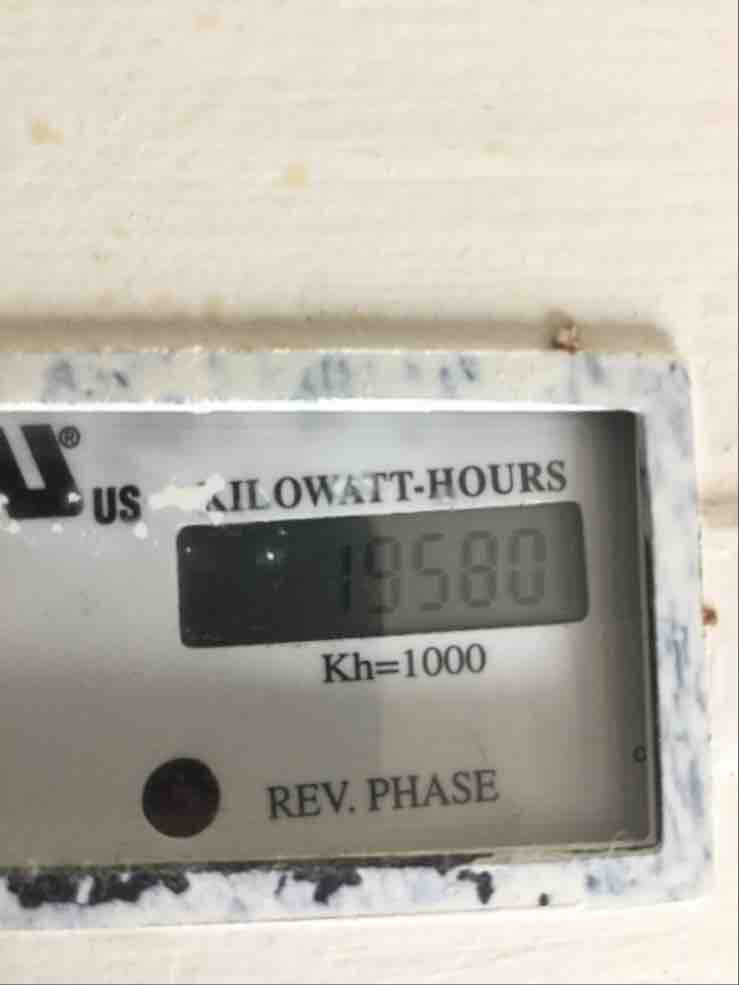 ® US
KILOWATT-HOURS
19580
Kh=1000
REV. PHASE